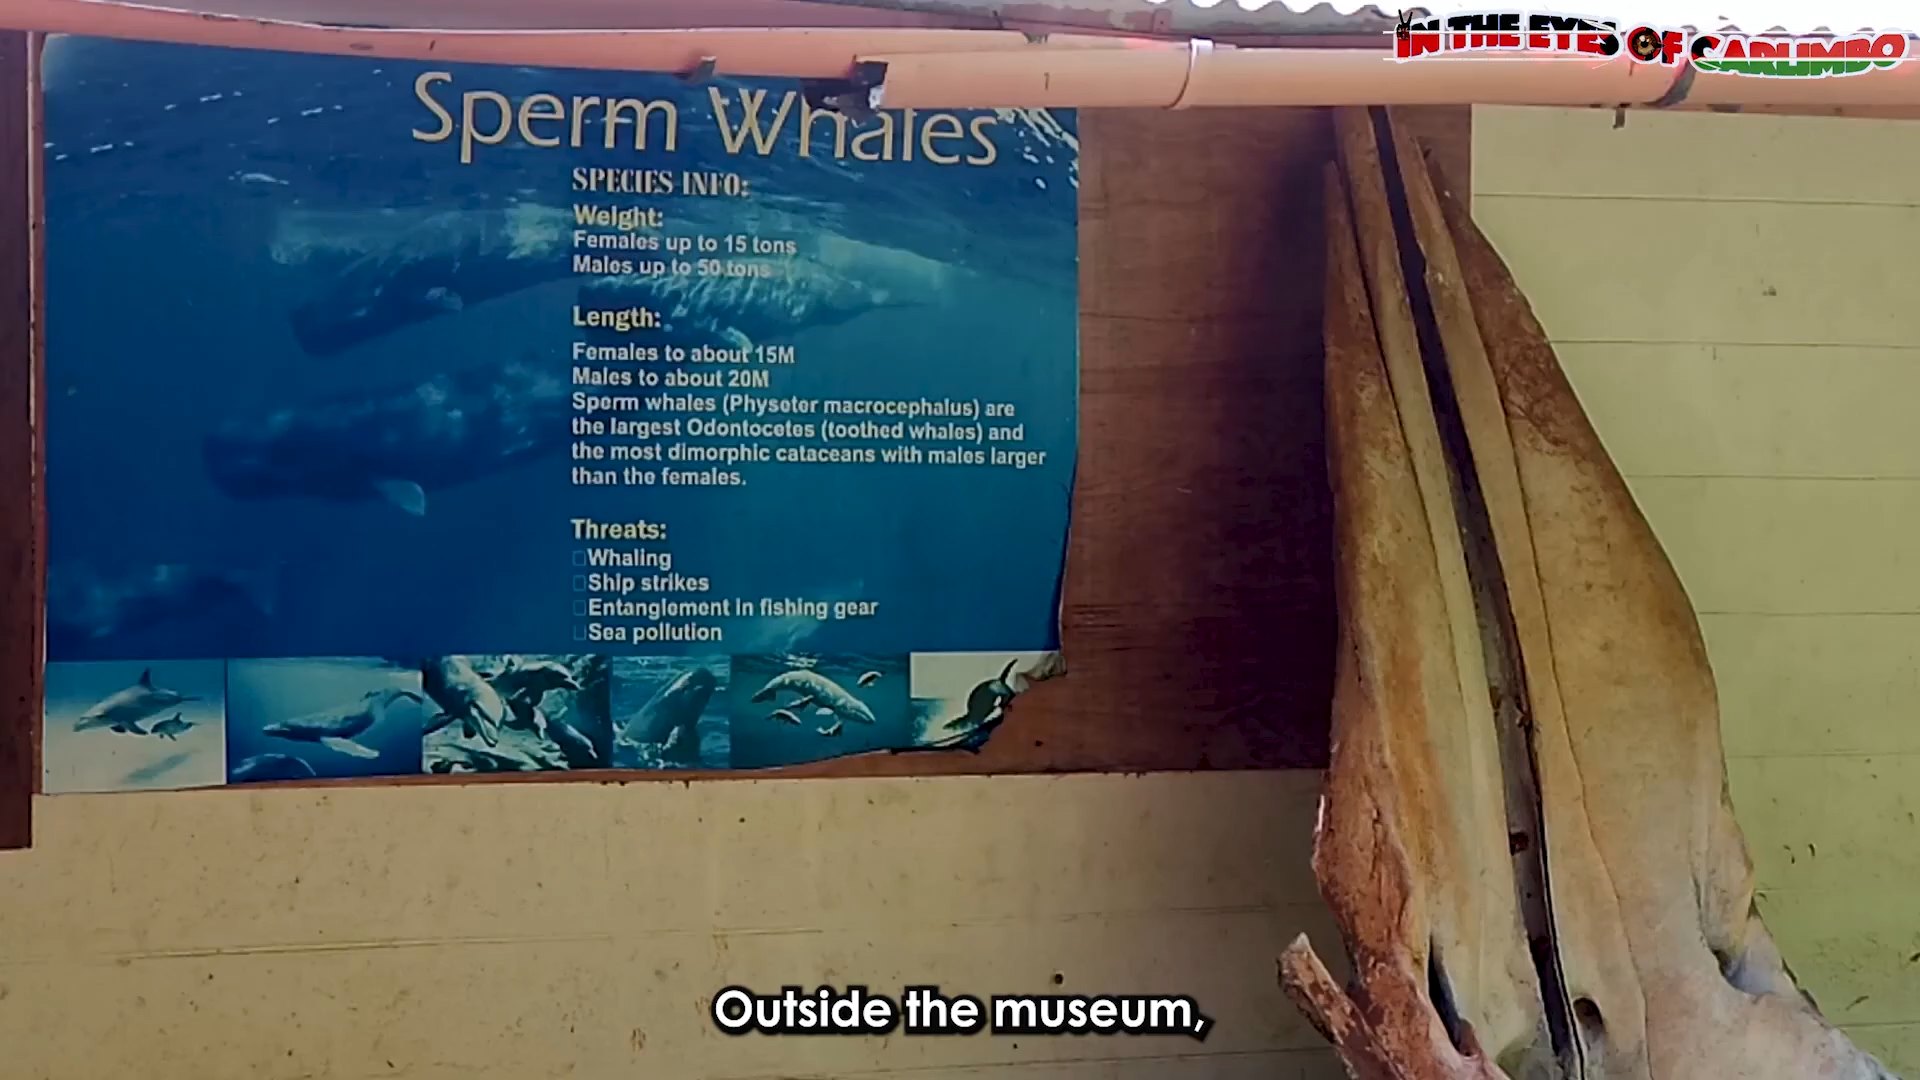 IN THE EYES OF CARLIMBO
Sperm Whales
SPECIES INFO:
Weight:
Females up to 15 tons
Males up to 50 tons
Length:
Females to about 15M
Males to about 20M
Sperm whales (Physeter macrocephalus) are
the largest Odontocetes (toothed whales) and
the most dimorphic cataceans with males larger
than the females.
Threats:
Whaling
Ship strikes
Entanglement in fishing gear
Sea pollution
Outside the museum,